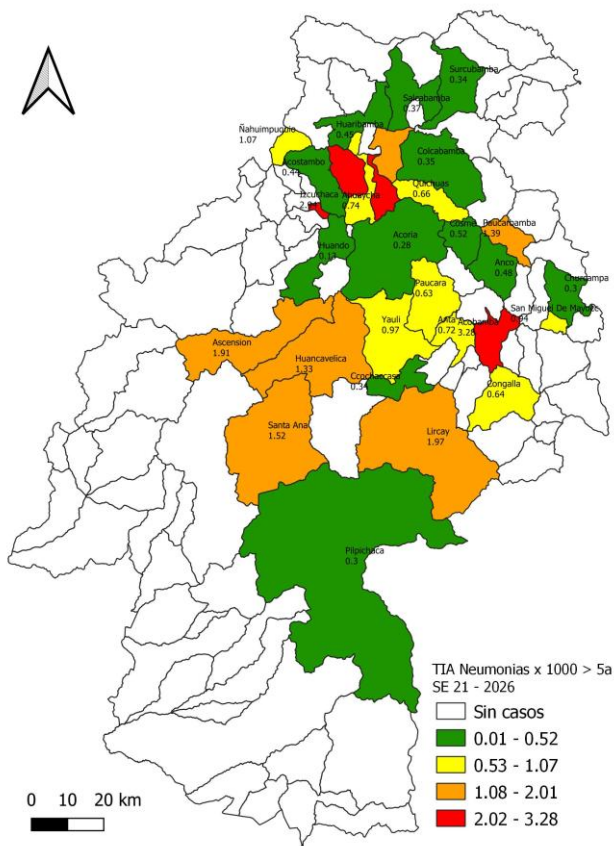 Surcubamba
0.34
Salcabamba
0.37
Huaribamba
0.45
Ñahuimpuquio
1.07
Colcabamba
0.35
Acostambo
0.44
Quichuas
0.66
Izcuchaca
0.74
Cosme
0.52
Paucarbamba
1.39
Acoria
0.28
Huando
0.13
Anco
0.48
Churcampa
0.3
Paucara
0.63
San Miguel De Mayocc
0.94
Yauli
0.97
Anta
0.72
Acobamba
3.28
Ascension
1.91
Huancavelica
1.33
Ccochaccasa
0.34
Congalla
0.64
Santa Ana
1.52
Lircay
1.97
Pilpichaca
0.3
TIA Neumonias x 1000 > 5a
SE 21 - 2026
Sin casos
0.01 - 0.52
0.53 - 1.07
1.08 - 2.01
2.02 - 3.28
0 10 20 km